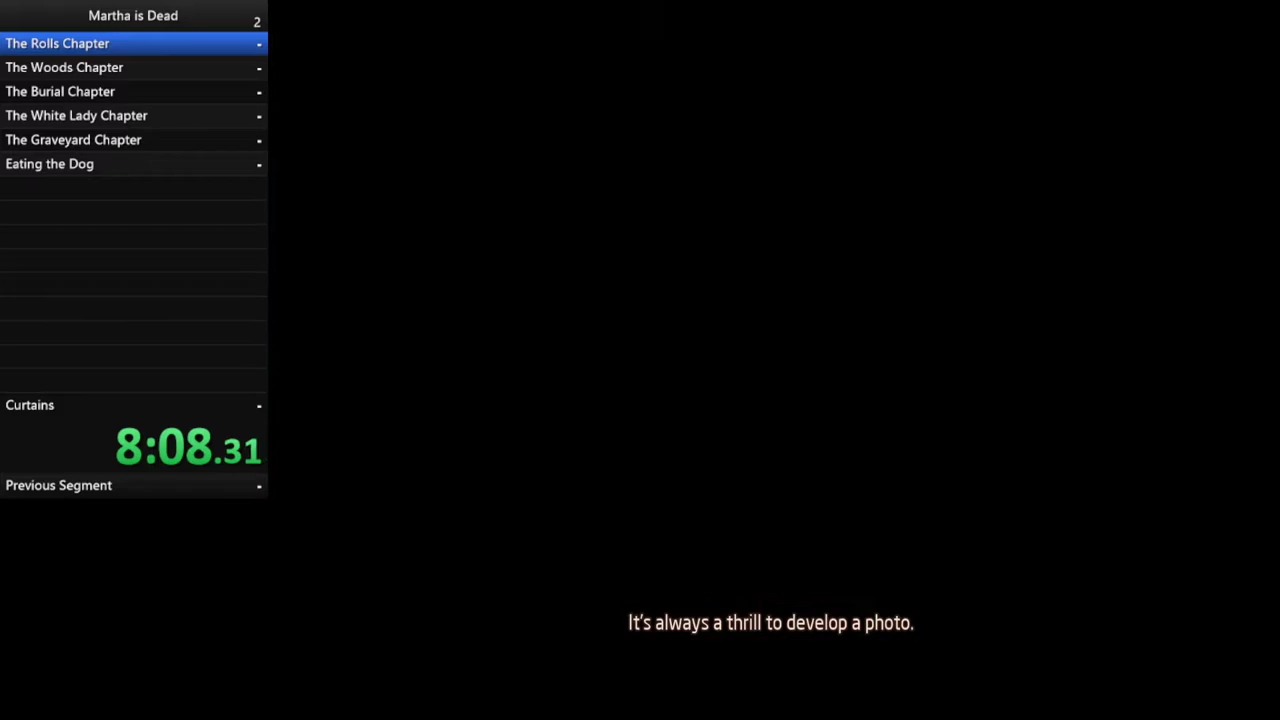 Martha is Dead
2
The Rolls Chapter -
The Woods Chapter -
The Burial Chapter -
The White Lady Chapter -
The Graveyard Chapter -
Eating the Dog -
Curtains -
8:08.31
Previous Segment -
It's always a thrill to develop a photo.